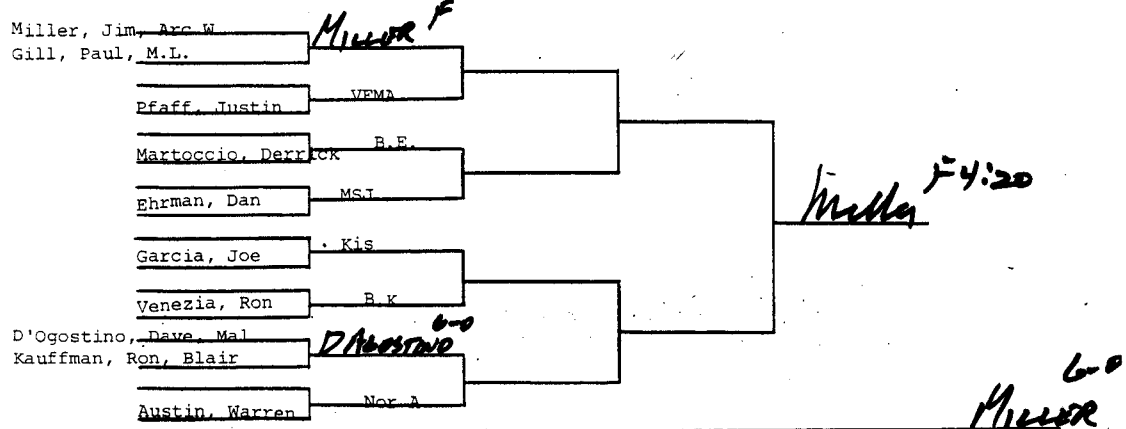 Miller, Jim, Arc W
MILLER F
Gill, Paul, M.L.
Pfaff, Justin VFMA
Martoccio, Derrick B.E.
Ehrman, Dan MSJ
Miller F 4:20
Garcia, Joe Kis
Venezia, Ron B.K
D'Ogostino, Dave, Mal
DAGOSTINO 6-0
Kauffman, Ron, Blair
Austin, Warren Nor A
MILLER 6-0